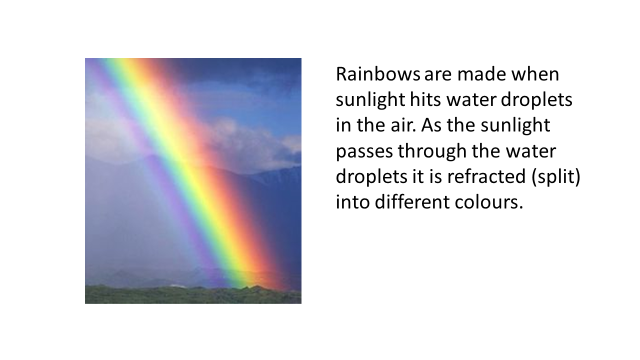 Rainbows are made when
sunlight hits water droplets
in the air. As the sunlight
passes through the water
droplets it is refracted (split)
into different colours.